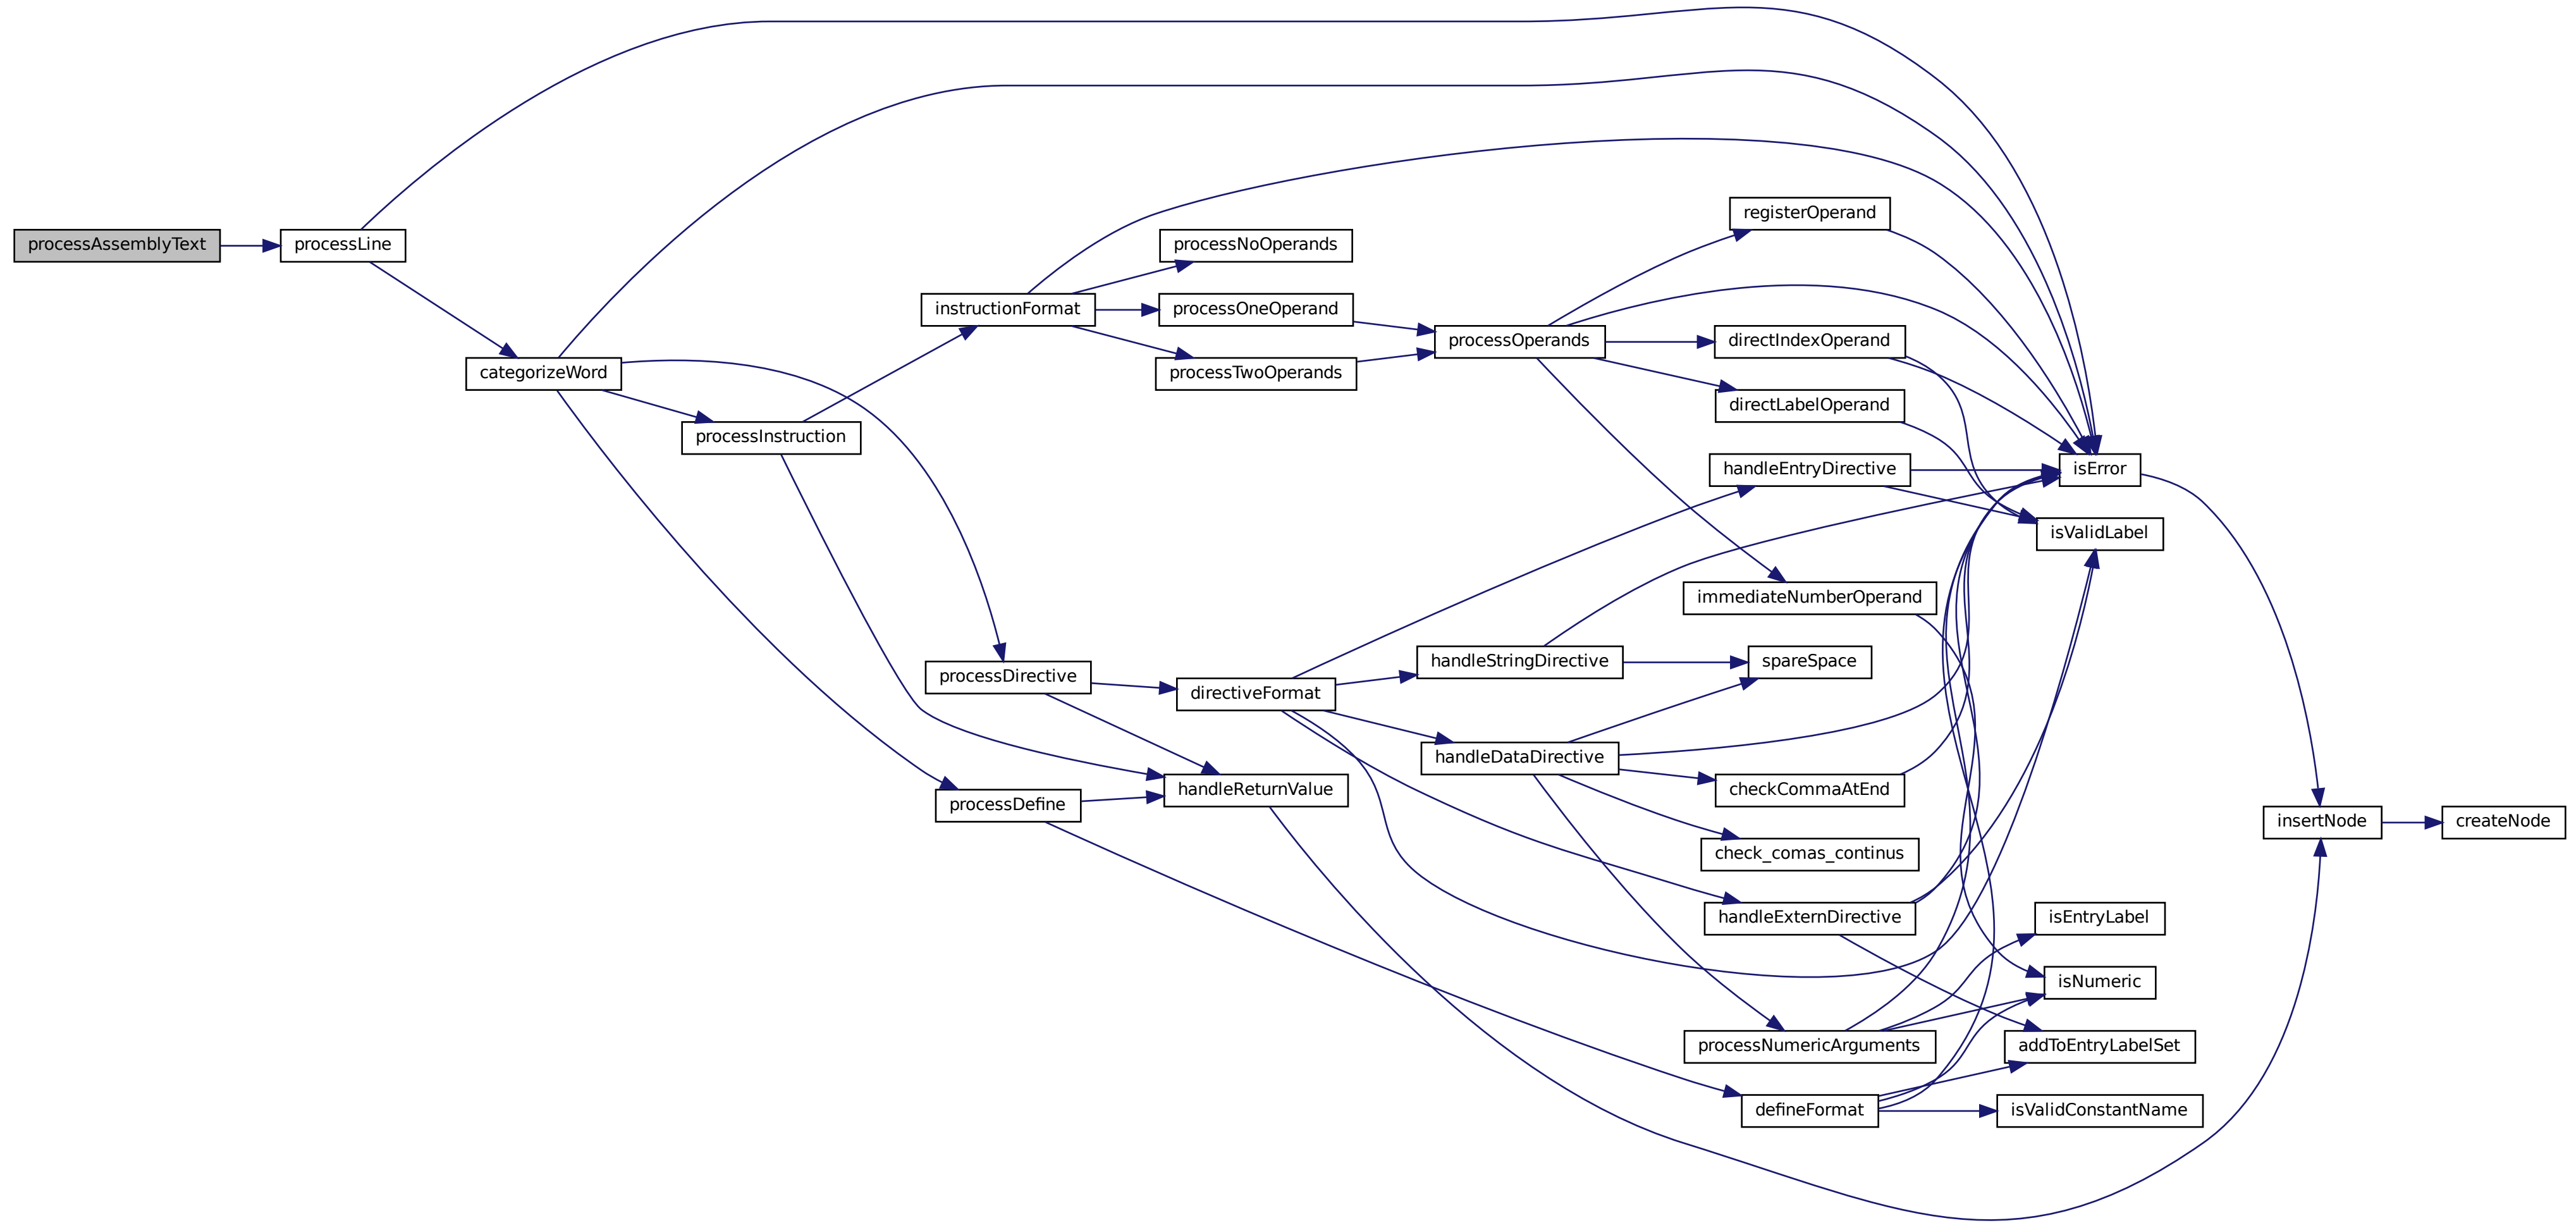 processAssemblyText
processLine
categorizeWord
processInstruction
instructionFormat
processNoOperands
processOneOperand
processTwoOperands
processOperands
registerOperand
directIndexOperand
directLabelOperand
handleEntryDirective
isError
isValidLabel
immediateNumberOperand
handleStringDirective
spareSpace
processDirective
directiveFormat
handleDataDirective
handleReturnValue
checkCommaAtEnd
processDefine
check_comas_continus
insertNode
createNode
handleExternDirective
isEntryLabel
isNumeric
processNumericArguments
addToEntryLabelSet
defineFormat
isValidConstantName